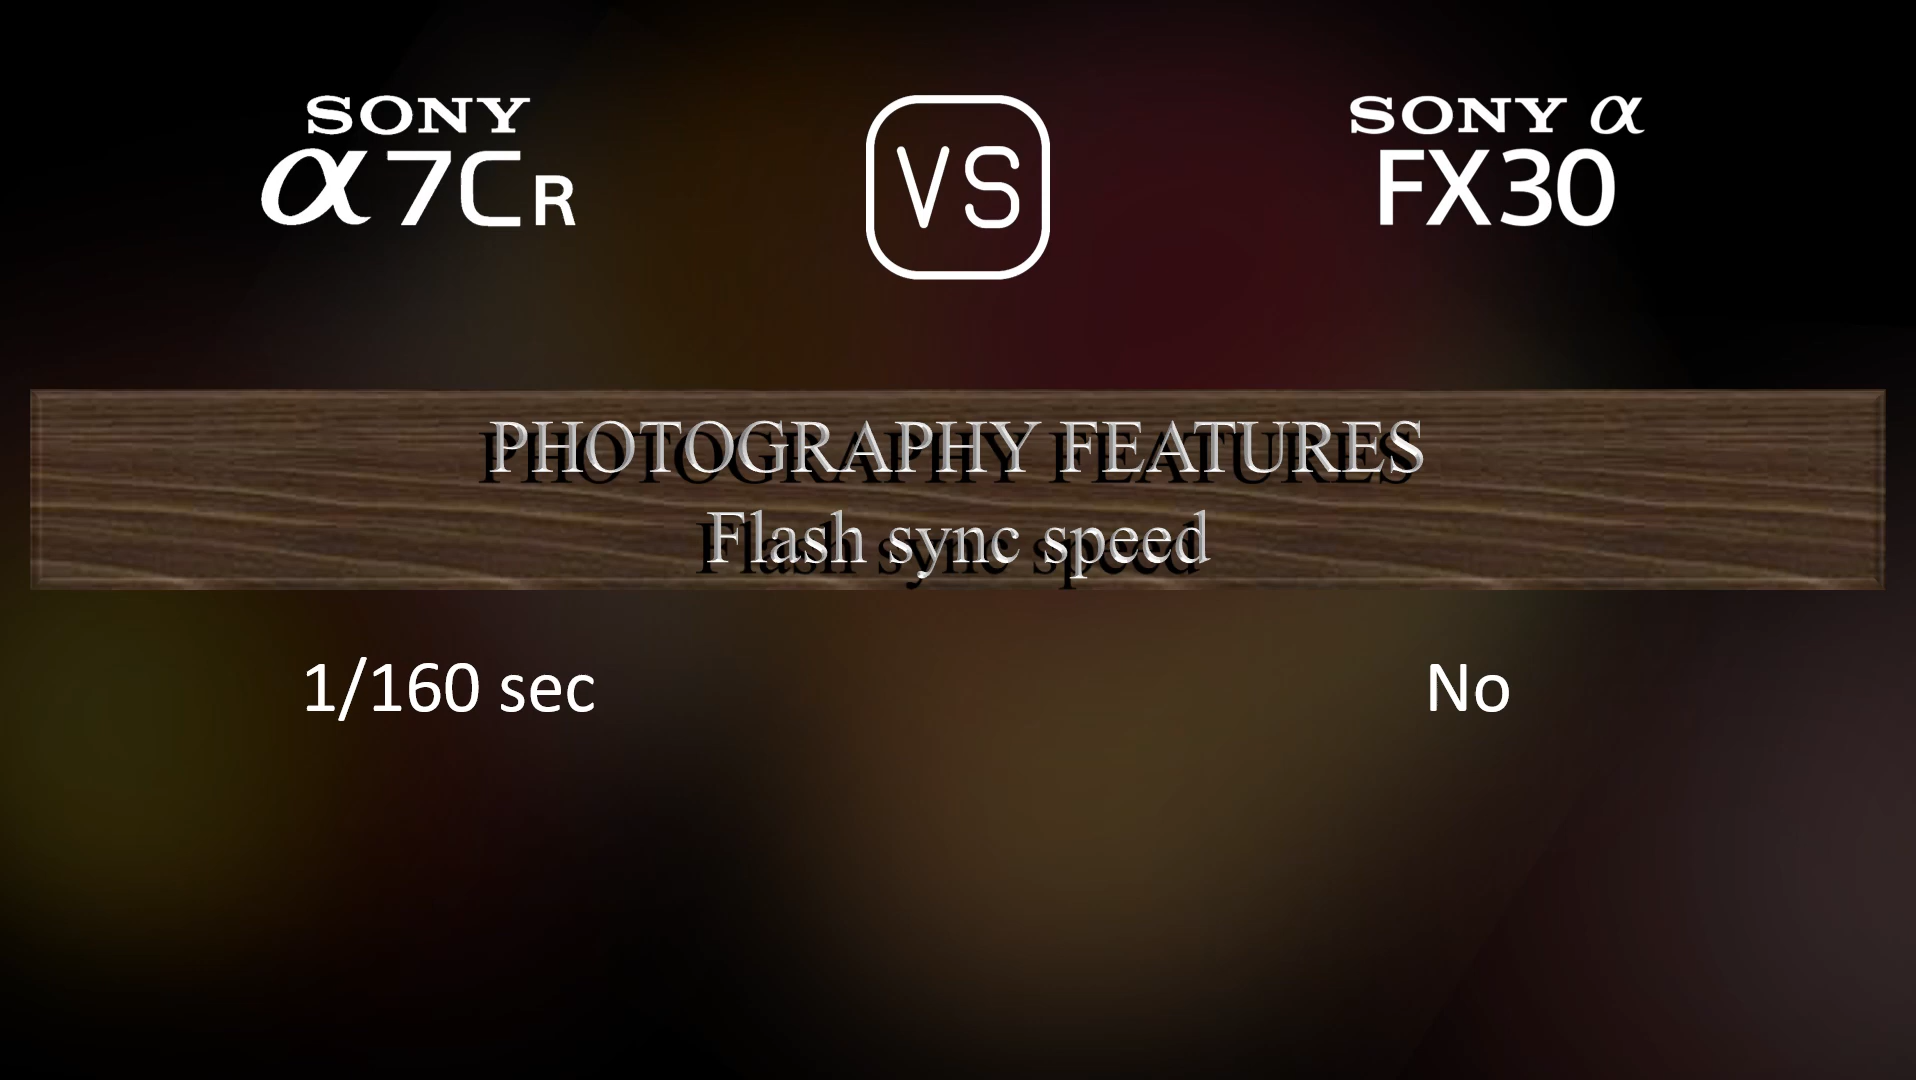 SONY
α7CR
VS
SONY α
FX30
PHOTOGRAPHY FEATURES
Flash sync speed
1/160 sec
No